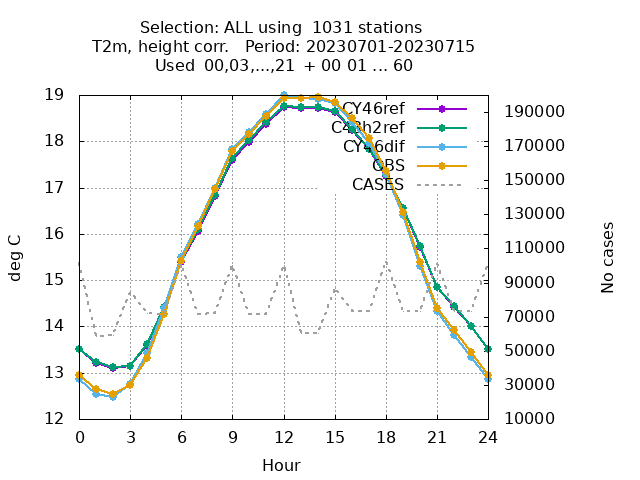 Selection: ALL using  1031 stations
T2m, height corr.   Period: 20230701-20230715
Used  00,03,...,21  + 00 01 ... 60
deg C
19
18
17
16
15
14
13
12
CY46ref
CY46dif
OBS
CASES
190000
170000
150000
130000
110000
90000
70000
50000
30000
10000
No cases
0 3 6 9 12 15 18 21 24
Hour